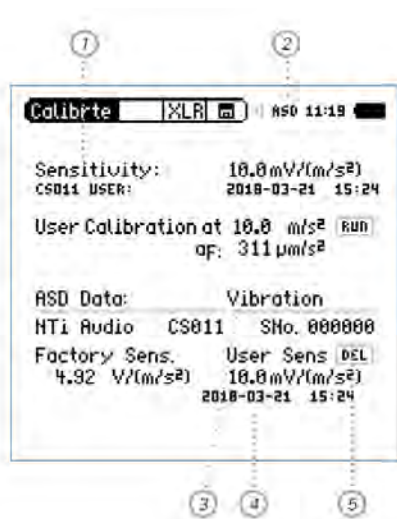 1 2
Calibrte XLR ASD 11:19
Sensitivity: 10.0mV/(m/s²)
CS011 USER: 2018-03-21 15:24
User Calibration at 10.0 m/s² RUN
aF: 311 µm/s²
ASD Data: Vibration
NTi Audio CS011 SNo. 000000
Factory Sens. User Sens DEL
4.92 V/(m/s²) 10.0mV/(m/s²)
2018-03-21 15:24
3 4 5